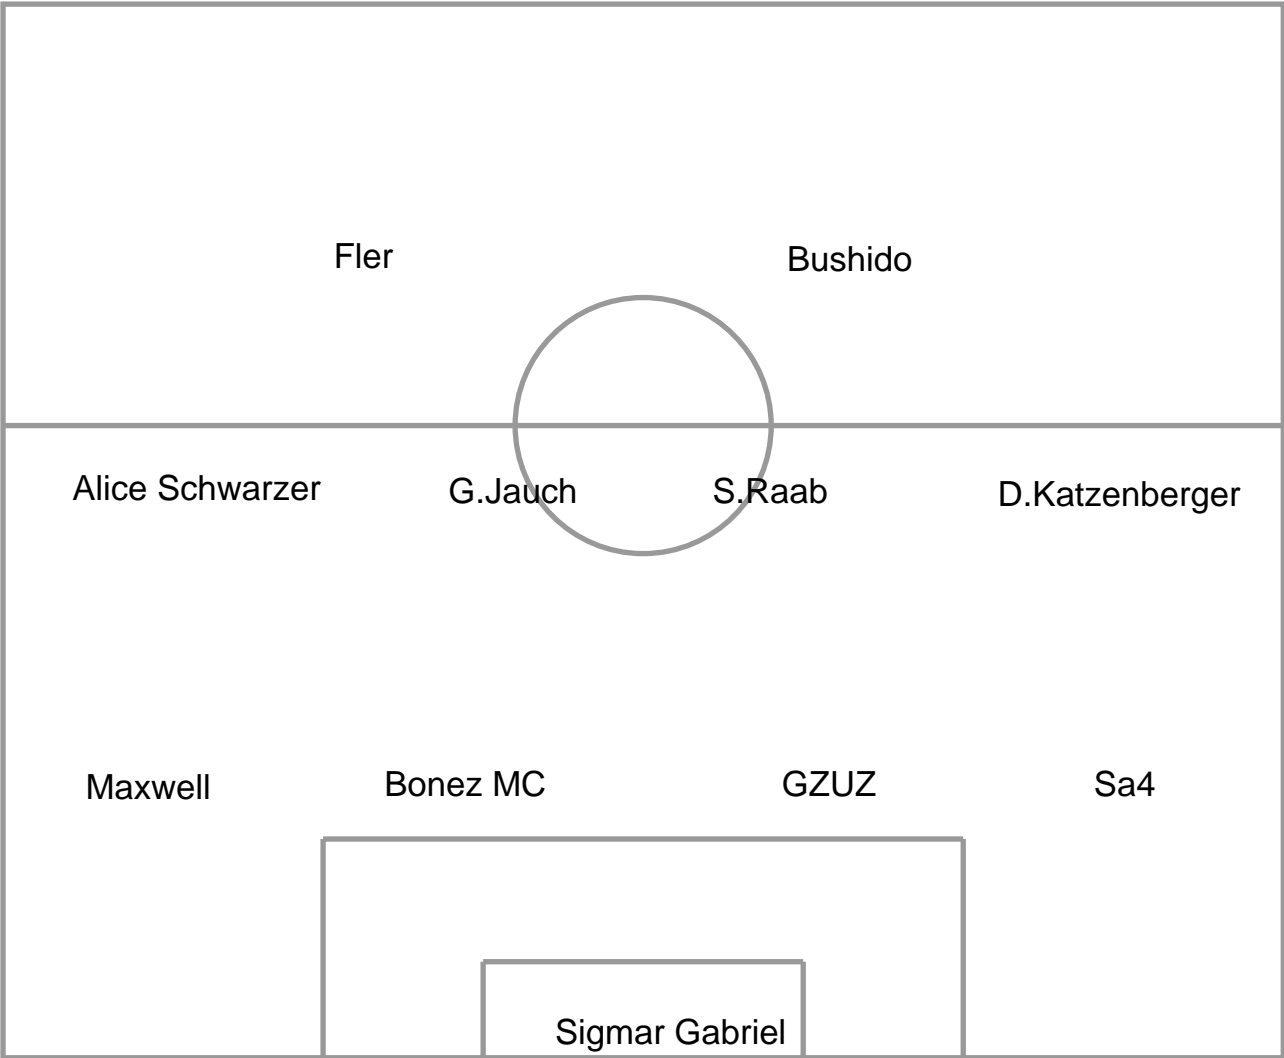 Fler Bushido
Alice Schwarzer G.Jauch S.Raab D.Katzenberger
Maxwell Bonez MC GZUZ Sa4
Sigmar Gabriel